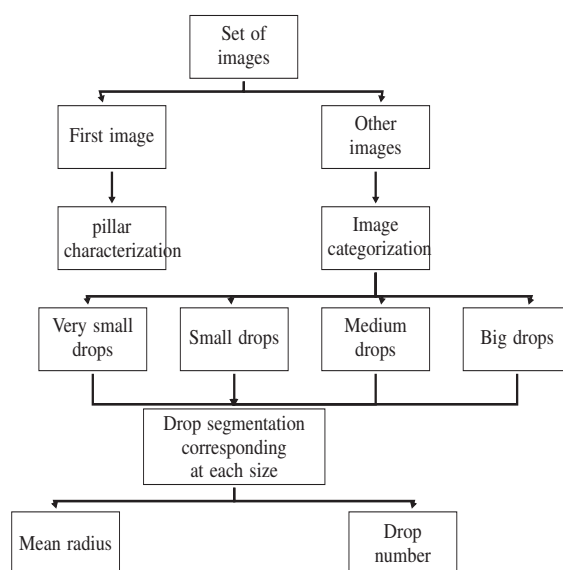 Set of
images
First image
Other
images
pillar
characterization
Image
categorization
Very small
drops
Small drops
Medium
drops
Big drops
Drop segmentation
corresponding
at each size
Mean radius
Drop
number